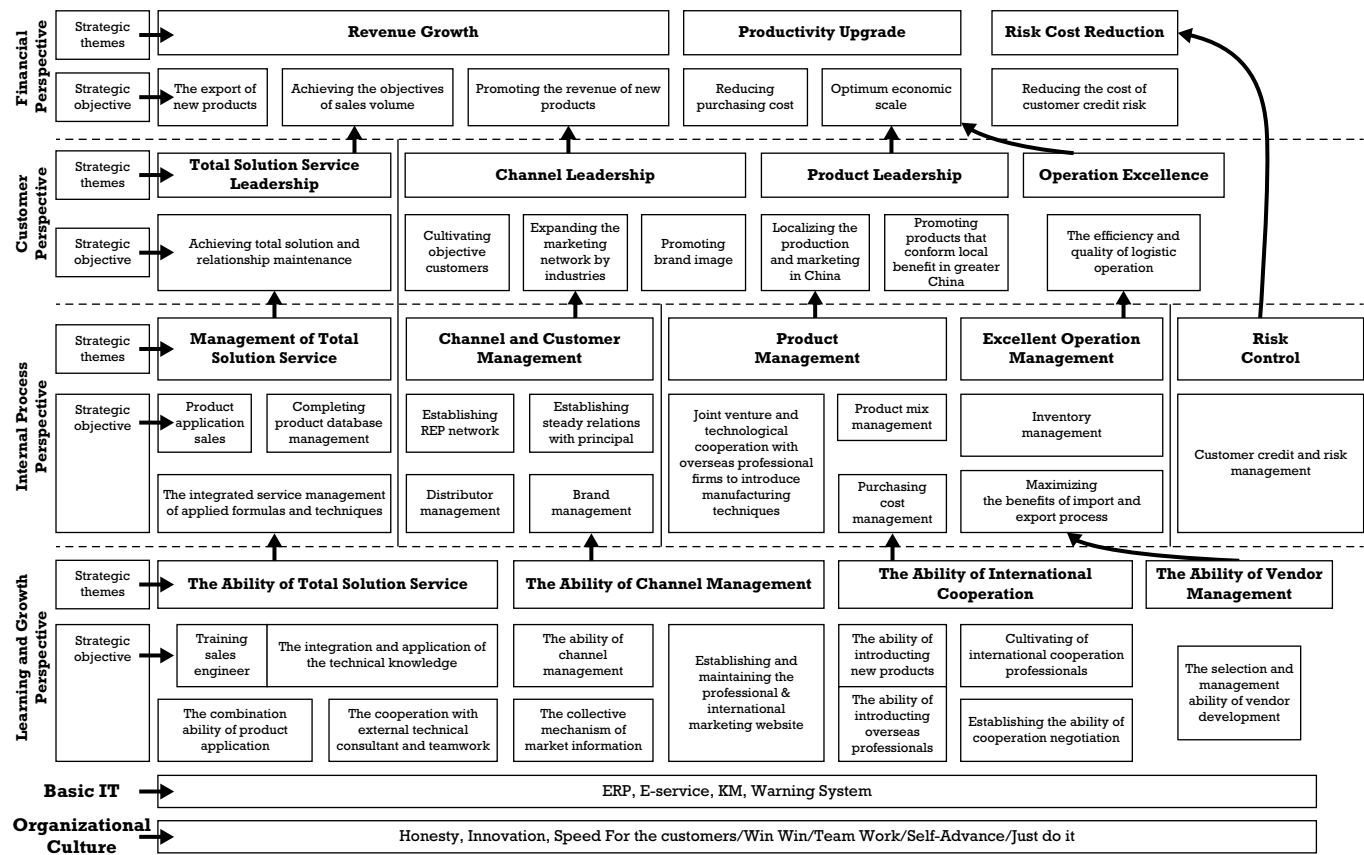 Financial
Perspective
Strategic
themes
Revenue Growth
Productivity Upgrade
Risk Cost Reduction
Strategic
objective
The export of
new products
Achieving the objectives
of sales volume
Promoting the revenue of new
products
Reducing
purchasing cost
Optimum economic
scale
Reducing the cost of
customer credit risk
Customer
Perspective
Strategic
themes
Total Solution Service
Leadership
Channel Leadership
Product Leadership
Operation Excellence
Strategic
objective
Achieving total solution and
relationship maintenance
Cultivating
objective
customers
Expanding the
marketing
network by
industries
Promoting
brand image
Localizing the
production
and marketing
in China
Promoting
products that
conform local
benefit in greater
China
The efficiency and
quality of logistic
operation
Internal Process
Perspective
Strategic
themes
Management of Total
Solution Service
Channel and Customer
Management
Product
Management
Excellent Operation
Management
Risk
Control
Strategic
objective
Product
application
sales
Completing
product database
management
Establishing
REP network
Establishing
steady relations
with principal
Joint venture and
technological
cooperation with
overseas professional
firms to introduce
manufacturing
techniques
Product mix
management
Inventory
management
Customer credit and risk
management
The integrated service management
of applied formulas and techniques
Distributor
management
Brand
management
Purchasing
cost
management
Maximizing
the benefits of import and
export process
Learning and Growth
Perspective
Strategic
themes
The Ability of Total Solution Service
The Ability of Channel Management
The Ability of International
Cooperation
The Ability of Vendor
Management
Strategic
objective
Training
sales
engineer
The integration and application of
the technical knowledge
The ability of
channel
management
Establishing and
maintaining the
professional &
international
marketing website
The ability of
introducting
new products
Cultivating of
international cooperation
professionals
The selection and
management
ability of vendor
development
The combination
ability of product
application
The cooperation with
external technical
consultant and teamwork
The collective
mechanism of
market information
The ability of
introducting
overseas
professionals
Establishing the ability of
cooperation negotiation
Basic IT
ERP, E-service, KM, Warning System
Organizational
Culture
Honesty, Innovation, Speed For the customers/Win Win/Team Work/Self-Advance/Just do it